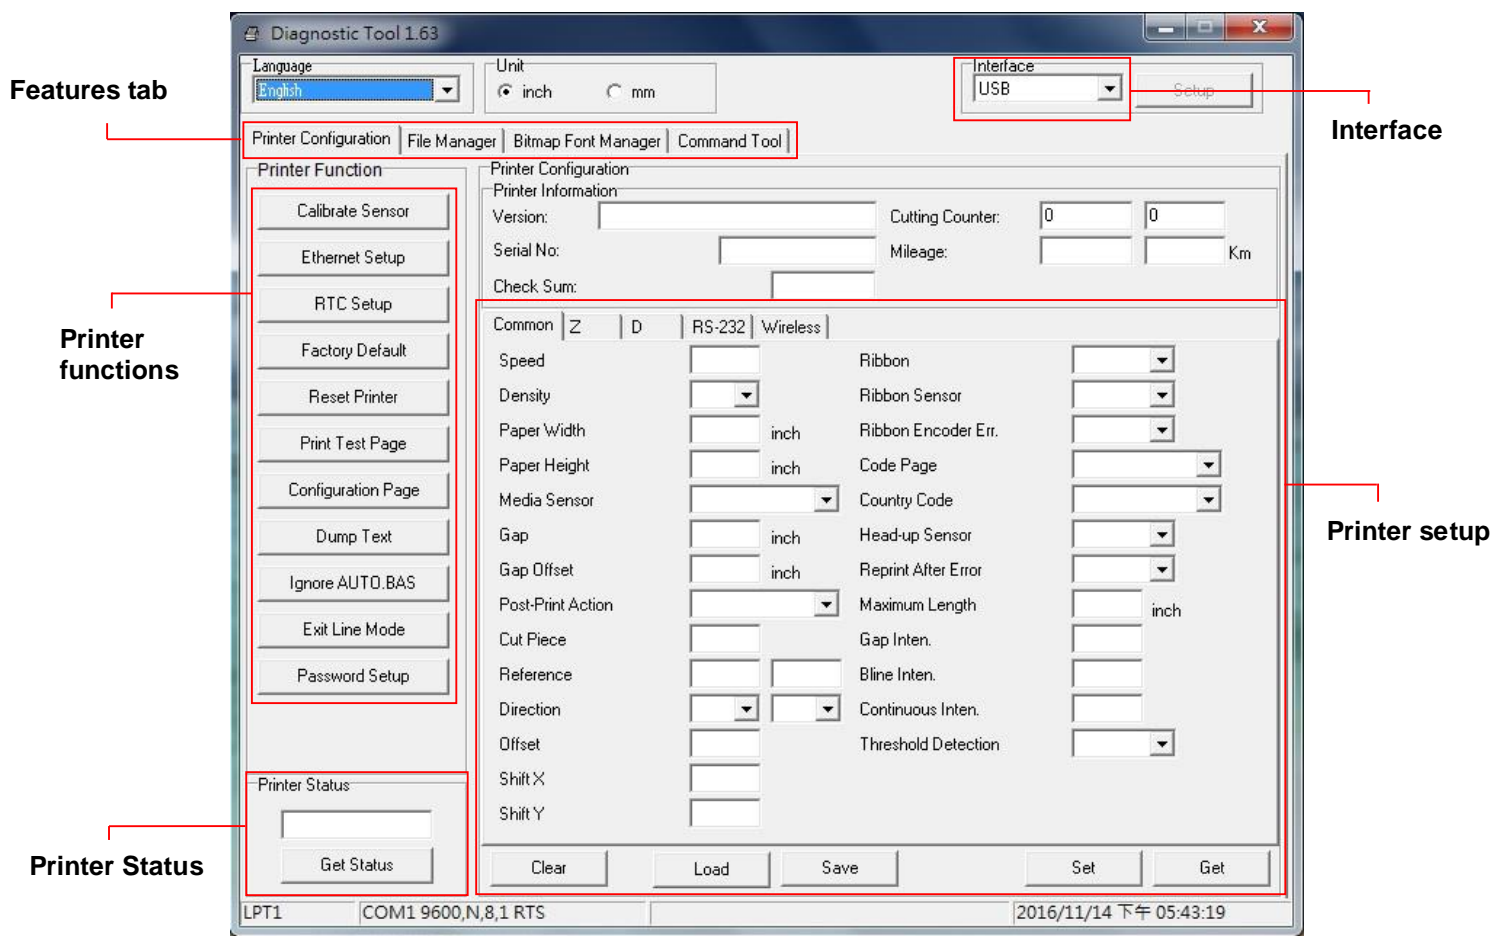 Diagnostic Tool 1.63
Language
English
Unit
inch
mm
Interface
USB
Setup
Features tab
Interface
Printer Configuration
File Manager
Bitmap Font Manager
Command Tool
Printer Function
Calibrate Sensor
Ethernet Setup
RTC Setup
Factory Default
Reset Printer
Print Test Page
Configuration Page
Dump Text
Ignore AUTO.BAS
Exit Line Mode
Password Setup
Printer functions
Printer Configuration
Printer Information
Version:
Cutting Counter: 0 0
Serial No:
Mileage: Km
Check Sum:
Common
Z
D
RS-232
Wireless
Speed
Density
Paper Width inch
Paper Height inch
Media Sensor
Gap inch
Gap Offset inch
Post-Print Action
Cut Piece
Reference
Direction
Offset
Shift X
Shift Y
Ribbon
Ribbon Sensor
Ribbon Encoder Err.
Code Page
Country Code
Head-up Sensor
Reprint After Error
Maximum Length inch
Gap Inten.
Bline Inten.
Continuous Inten.
Threshold Detection
Printer setup
Printer Status
Get Status
Printer Status
Clear
Load
Save
Set
Get
LPT1
COM1 9600,N,8,1 RTS
2016/11/14 下午 05:43:19